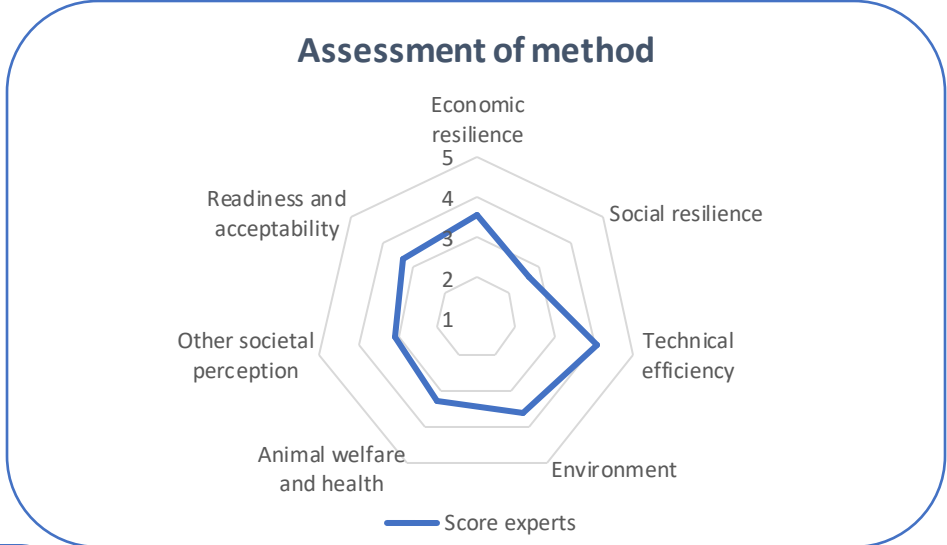 Assessment of method
Economic
resilience
5
4
3
2
1
Readiness and
acceptability
Social resilience
Other societal
perception
Technical
efficiency
Animal welfare
and health
Environment
Score experts